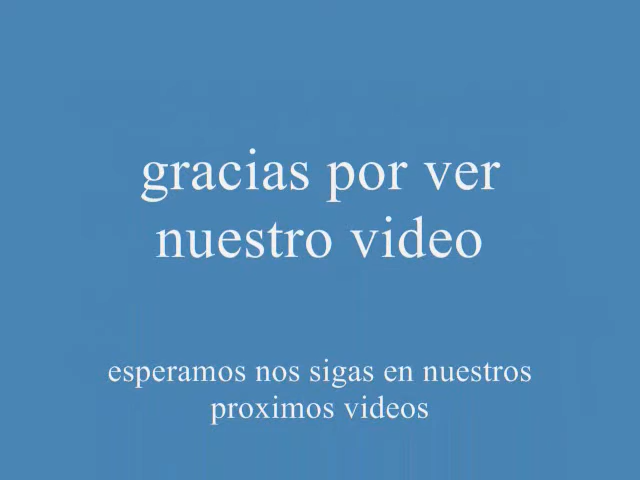 gracias por ver
nuestro video
esperamos nos sigas en nuestros
proximos videos